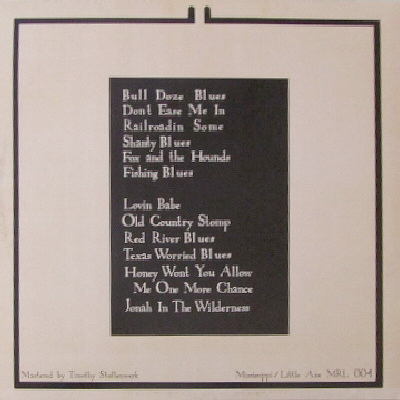 Bull Doze Blues
Don't Ease Me In
Railroadin Some
Shanty Blues
Fox and the Hounds
Fishing Blues
Lovin Babe
Old Country Stomp
Red River Blues
Texas Worried Blues
Honey Wont You Allow
Me One More Chance
Jonah In The Wilderness
Mastered by Timothy
Mississippi / Little Axe MRL 004